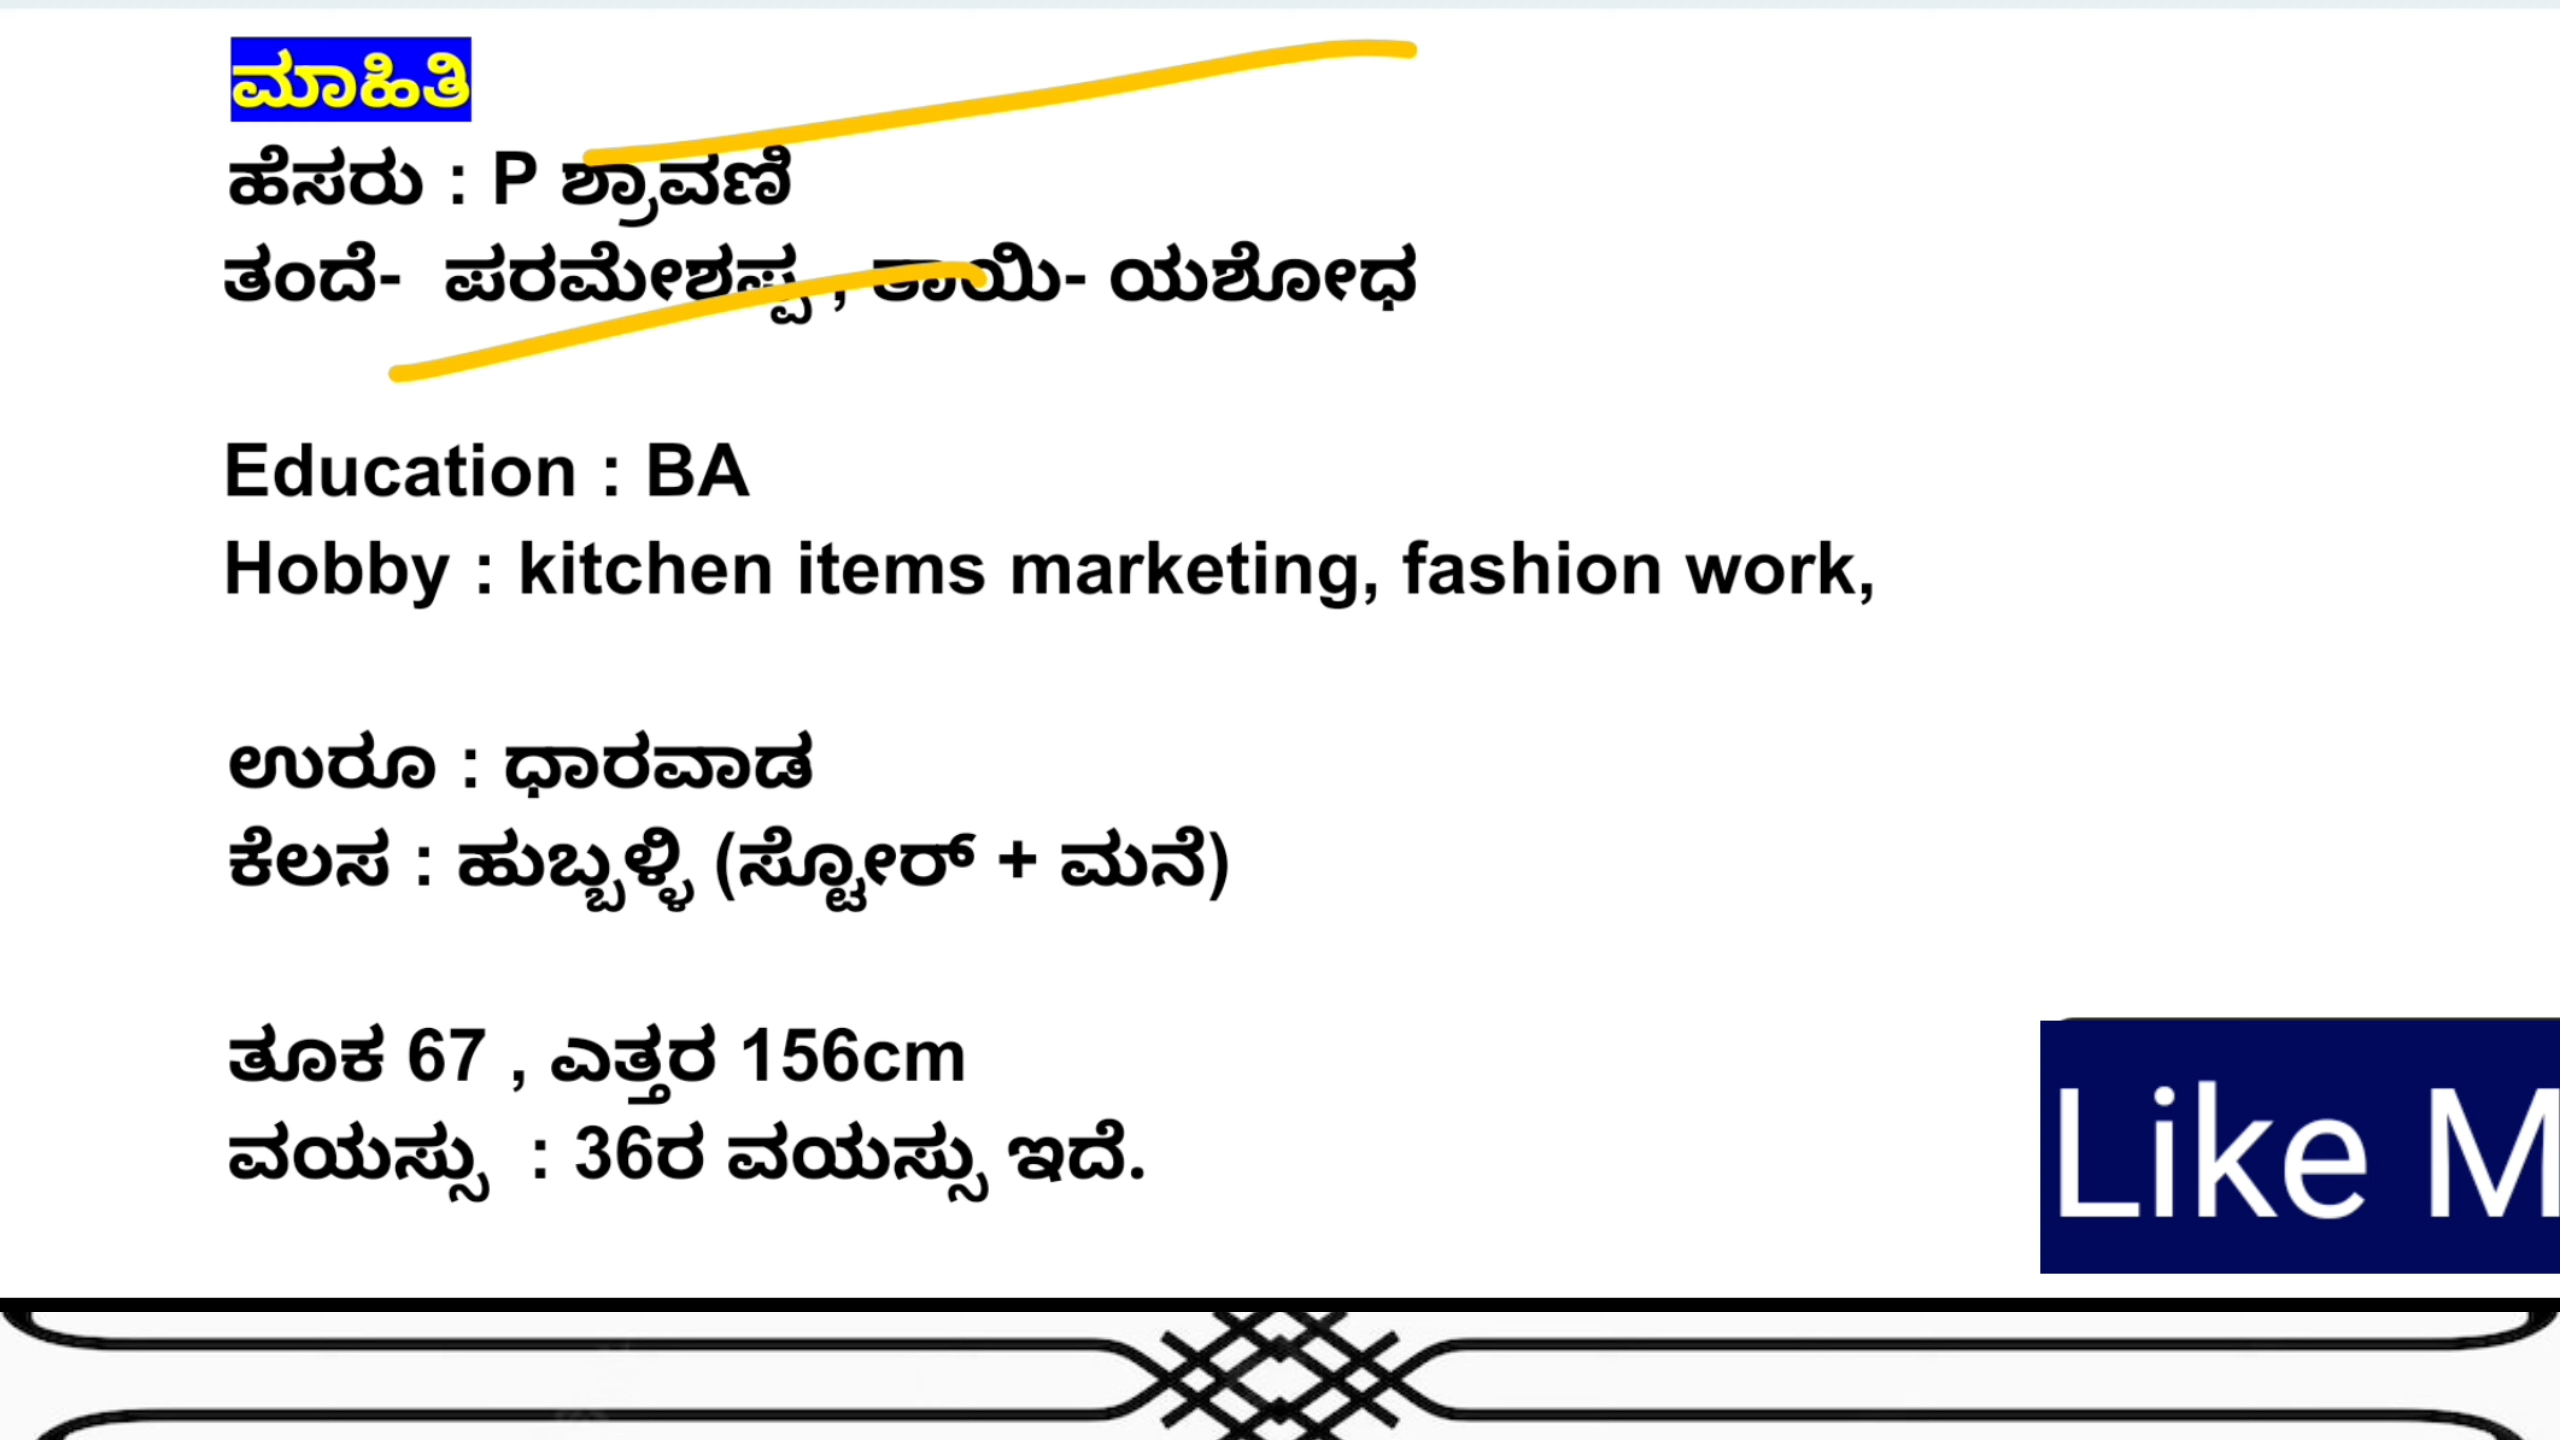 ಮಾಹಿತಿ
ಹೆಸರು : P ಶ್ರಾವಣಿ
ತಂದೆ- ಪರಮೇಶಪ್ಪ , ತಾಯಿ- ಯಶೋಧ
Education : BA
Hobby : kitchen items marketing, fashion work,
ಉರೂ : ಧಾರವಾಡ
ಕೆಲಸ : ಹುಬ್ಬಳ್ಳಿ (ಸ್ಟೋರ್ + ಮನೆ)
ತೂಕ 67 , ಎತ್ತರ 156cm
ವಯಸ್ಸು : 36ರ ವಯಸ್ಸು ಇದೆ.
Like M